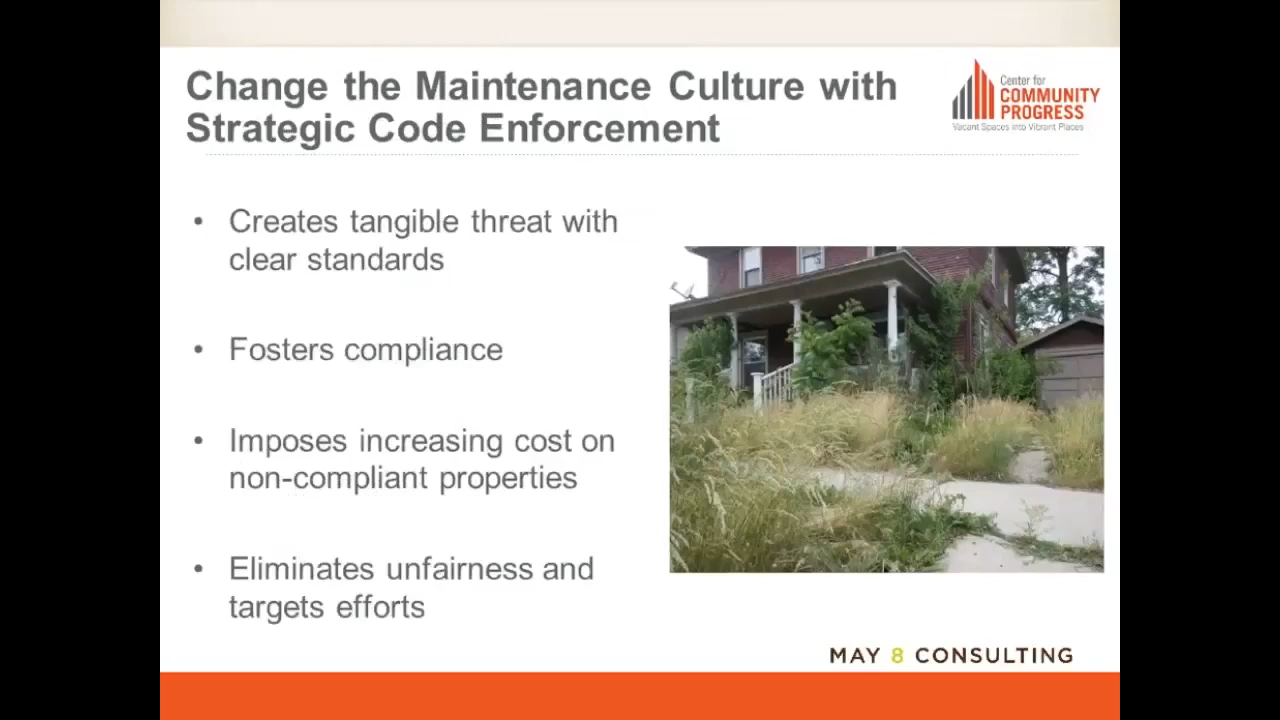 Change the Maintenance Culture with
Strategic Code Enforcement
Center for
COMMUNITY
PROGRESS
Vacant Spaces into Vibrant Places
• Creates tangible threat with
clear standards
• Fosters compliance
• Imposes increasing cost on
non-compliant properties
• Eliminates unfairness and
targets efforts
MAY 8 CONSULTING